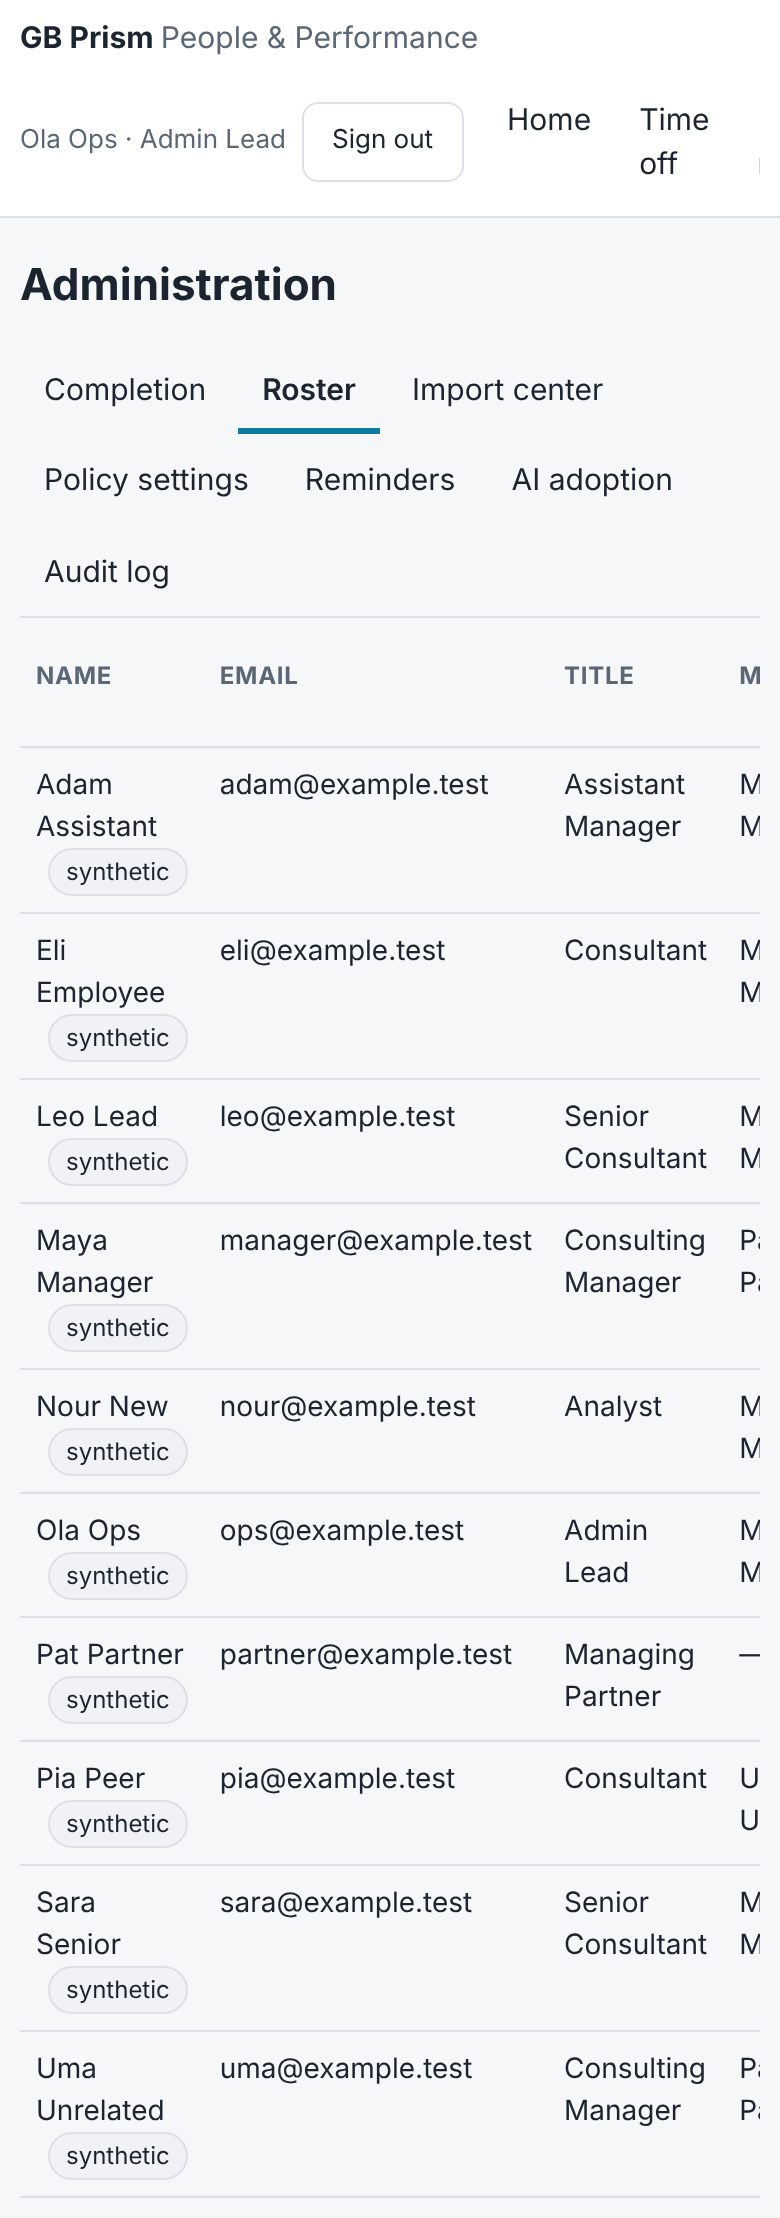 GB Prism People & Performance
Ola Ops · Admin Lead
Sign out
Home
Time
off
Administration
Completion
Roster
Import center
Policy settings
Reminders
AI adoption
Audit log
NAME
EMAIL
TITLE
Adam
Assistant
synthetic
adam@example.test
Assistant
Manager
Eli
Employee
synthetic
eli@example.test
Consultant
Leo Lead
synthetic
leo@example.test
Senior
Consultant
Maya
Manager
synthetic
manager@example.test
Consulting
Manager
Nour New
synthetic
nour@example.test
Analyst
Ola Ops
synthetic
ops@example.test
Admin
Lead
Pat Partner
synthetic
partner@example.test
Managing
Partner
—
Pia Peer
synthetic
pia@example.test
Consultant
Sara
Senior
synthetic
sara@example.test
Senior
Consultant
Uma
Unrelated
synthetic
uma@example.test
Consulting
Manager